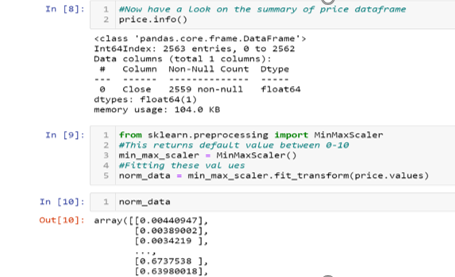 In [8]:
1 #Now have a Look on the summary of price dataframe
2 price.info()
<class 'pandas.core.frame.DataFrame'>
Int64Index: 2563 entries, 0 to 2562
Data columns (total 1 columns):
# Column Non-Null Count Dtype
--- ------ -------------- -----
0 Close 2559 non-null float64
dtypes: float64(1)
memory usage: 104.0 KB
In [9]:
1 from sklearn.preprocessing import MinMaxScaler
2 #This returns default value between 0-10
3 min_max_scaler = MinMaxScaler()
4 #Fitting these val ues
5 norm_data = min_max_scaler.fit_transform(price.values)
In [10]:
1 norm_data
Out[10]: array([[0.00440947],
[0.00389002],
[0.0034219 ],
...,
[0.6737538 ],
[0.63980018],